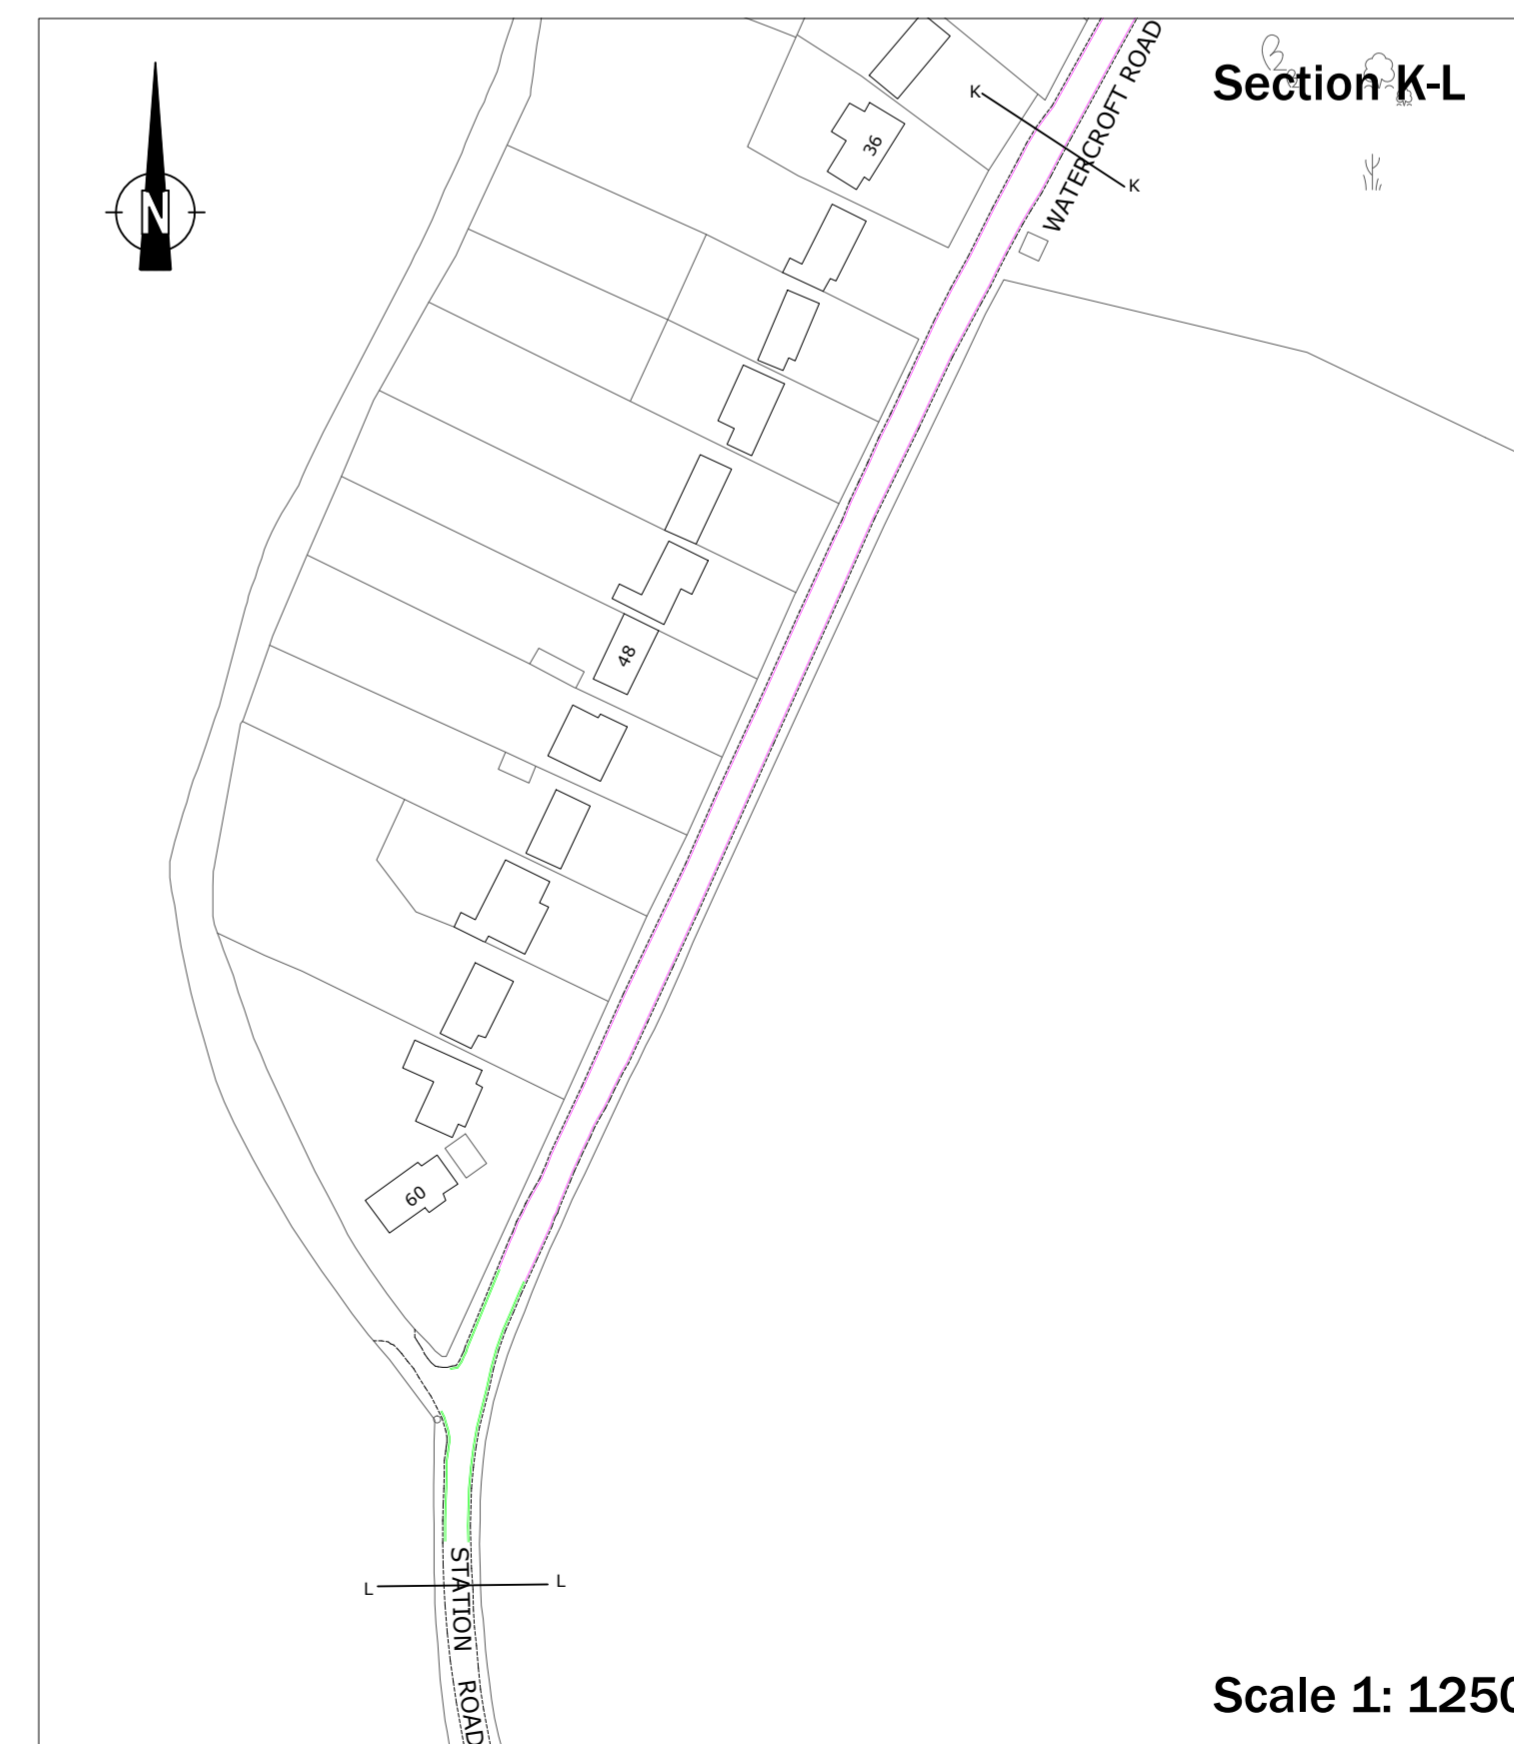 Section K-L
WATERCROFT ROAD
K
K
N
36
48
60
L
L
STATION ROAD
Scale 1: 1250